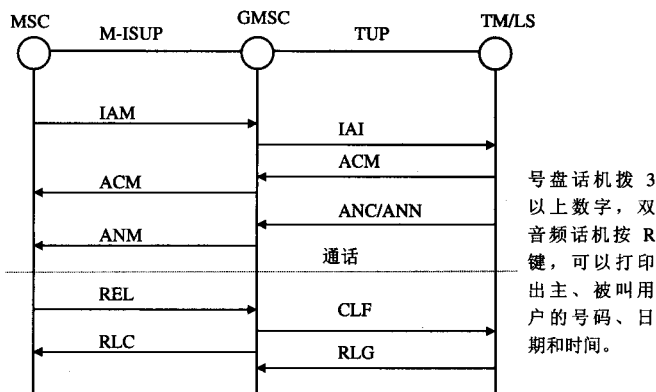 MSC
GMSC
TM/LS
M-ISUP
TUP
IAM
IAI
ACM
ACM
ANC/ANN
ANM
通话
REL
CLF
RLC
RLG
号盘话机拨 3
以上数字，双
音频话机按 R
键，可以打印
出主、被叫用
户的号码、日
期和时间。